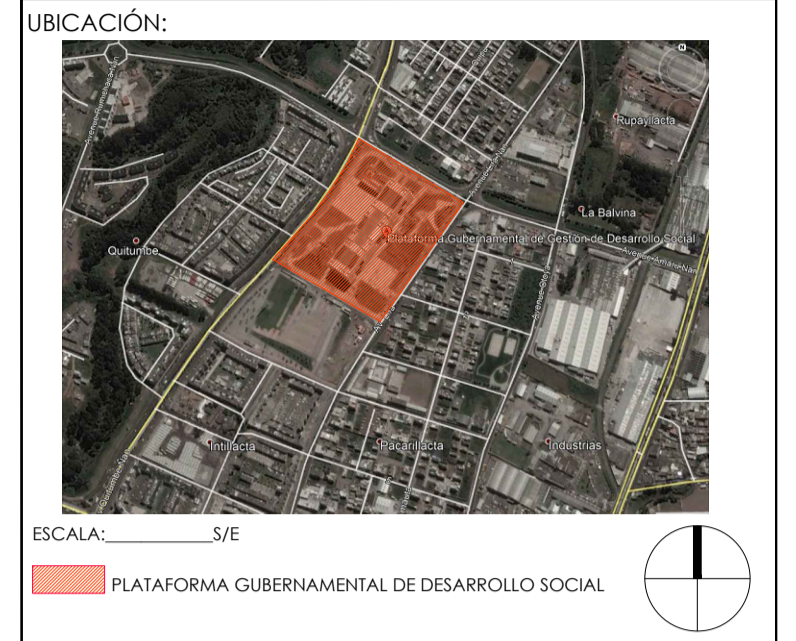 UBICACIÓN:
N
Rupayllacta
La Balvina
Plataforma Gubernamental de Gestión de Desarrollo Social
Quitumbe
Intillacta
Pacarillacta
Industrias
ESCALA:____________S/E
PLATAFORMA GUBERNAMENTAL DE DESARROLLO SOCIAL